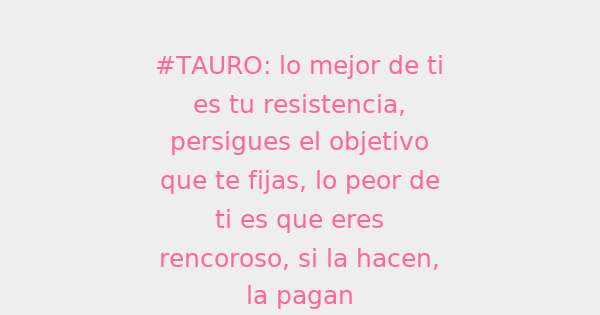 #TAURO: lo mejor de ti
es tu resistencia,
persigues el objetivo
que te fijas, lo peor de
ti es que eres
rencoroso, si la hacen,
la pagan